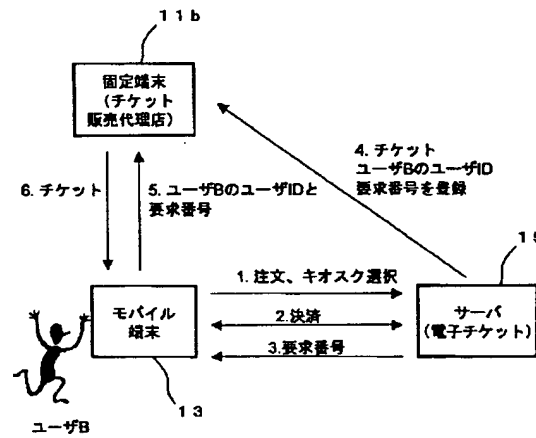 11b
固定端末
(チケット
販売代理店)
4. チケット
ユーザBのユーザID
要求番号を登録
6. チケット
5. ユーザBのユーザIDと
要求番号
1. 注文、キオスク選択
モバイル
端末
2.決済
サーバ
(電子チケット)
3.要求番号
13
ユーザB